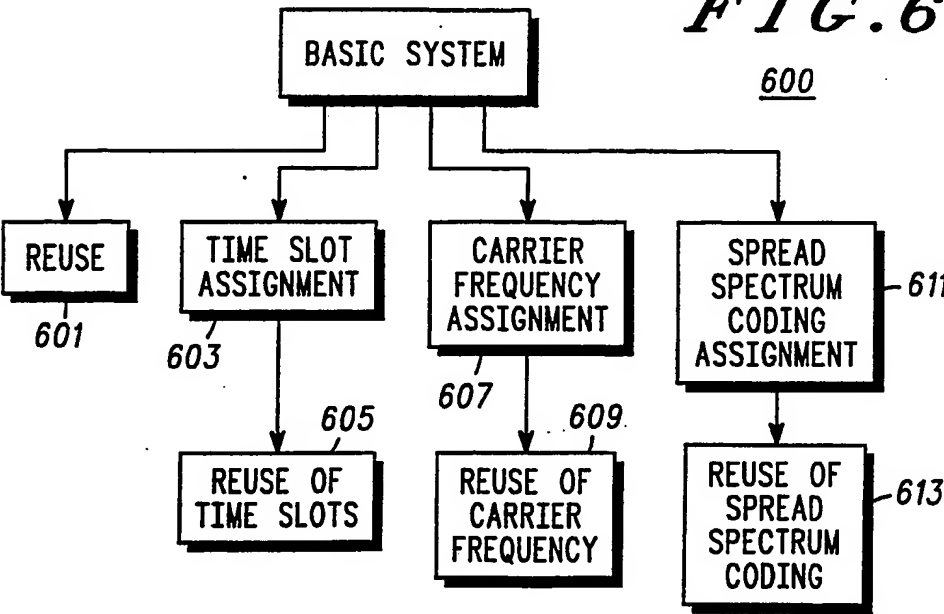 FIG.6
600
BASIC SYSTEM
REUSE
601
TIME SLOT
ASSIGNMENT
603
CARRIER
FREQUENCY
ASSIGNMENT
607
SPREAD
SPECTRUM
CODING
ASSIGNMENT
611
605
REUSE OF
TIME SLOTS
609
REUSE OF
CARRIER
FREQUENCY
REUSE OF
SPREAD
SPECTRUM
CODING
613